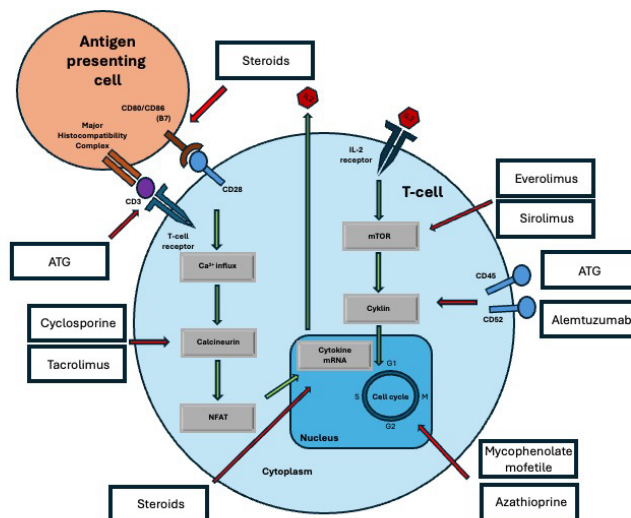 Antigen
presenting
cell
Steroids
CD80/CD86
(B7)
Major
Histocompatibility
Complex
CD3
CD28
T-cell
receptor
ATG
IL-2
receptor
T-cell
Everolimus
Sirolimus
mTOR
Ca²⁺ influx
CD45
ATG
Cyklin
CD52
Alemtuzumab
Cyclosporine
Tacrolimus
Calcineurin
Cytokine
mRNA
G1
S
Cell cycle
M
G2
NFAT
Nucleus
Cytoplasm
Mycophenolate
mofetile
Steroids
Azathioprine